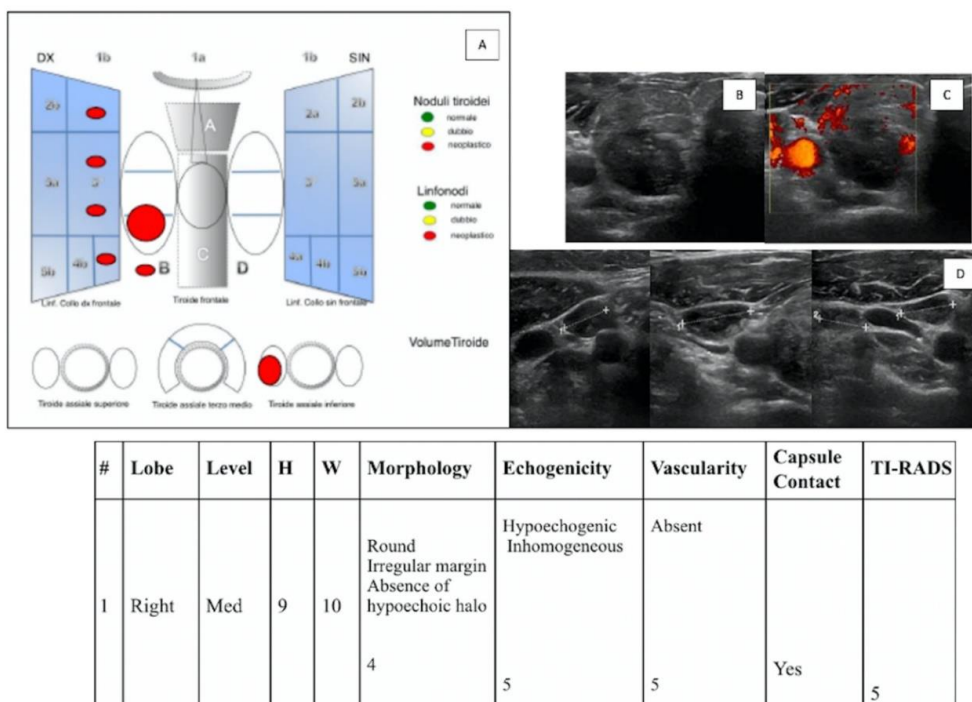 DX 1b 1a 1b SIN
A
2b 2a 2b
A
3a 3 3 3a
5b 4b 4a 4b 5b
B C D
Linf. Collo dx frontale Tiroide frontale Linf. Collo sin frontale
Noduli tiroidei
normale
dubbio
neoplastico
Linfonodi
normale
dubbio
neoplastico
VolumeTiroide
Tiroide assiale superiore Tiroide assiale terzo medio Tiroide assiale inferiore
B C
D
# Lobe Level H W Morphology Echogenicity Vascularity Capsule Contact TI-RADS
1 Right Med 9 10
Round
Irregular margin
Absence of
hypoechoic halo
4
Hypoechogenic
Inhomogeneous
5
Absent
5
Yes
5